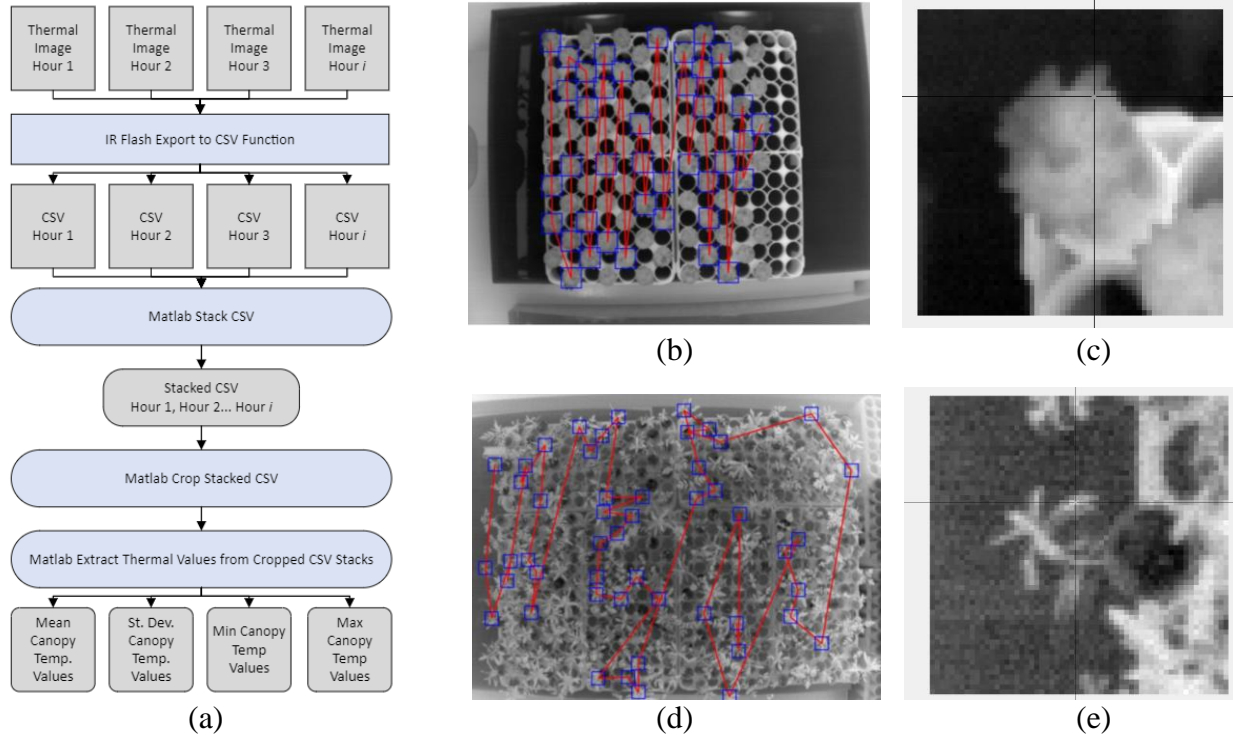 Thermal
Image
Hour 1
Thermal
Image
Hour 2
Thermal
Image
Hour 3
Thermal
Image
Hour i
IR Flash Export to CSV Function
CSV
Hour 1
CSV
Hour 2
CSV
Hour 3
CSV
Hour i
Matlab Stack CSV
Stacked CSV
Hour 1, Hour 2... Hour i
Matlab Crop Stacked CSV
Matlab Extract Thermal Values from Cropped CSV Stacks
Mean
Canopy
Temp.
Values
St. Dev.
Canopy
Temp.
Values
Min Canopy
Temp
Values
Max
Canopy
Temp
Values
(a)
(b)
(c)
(d)
(e)